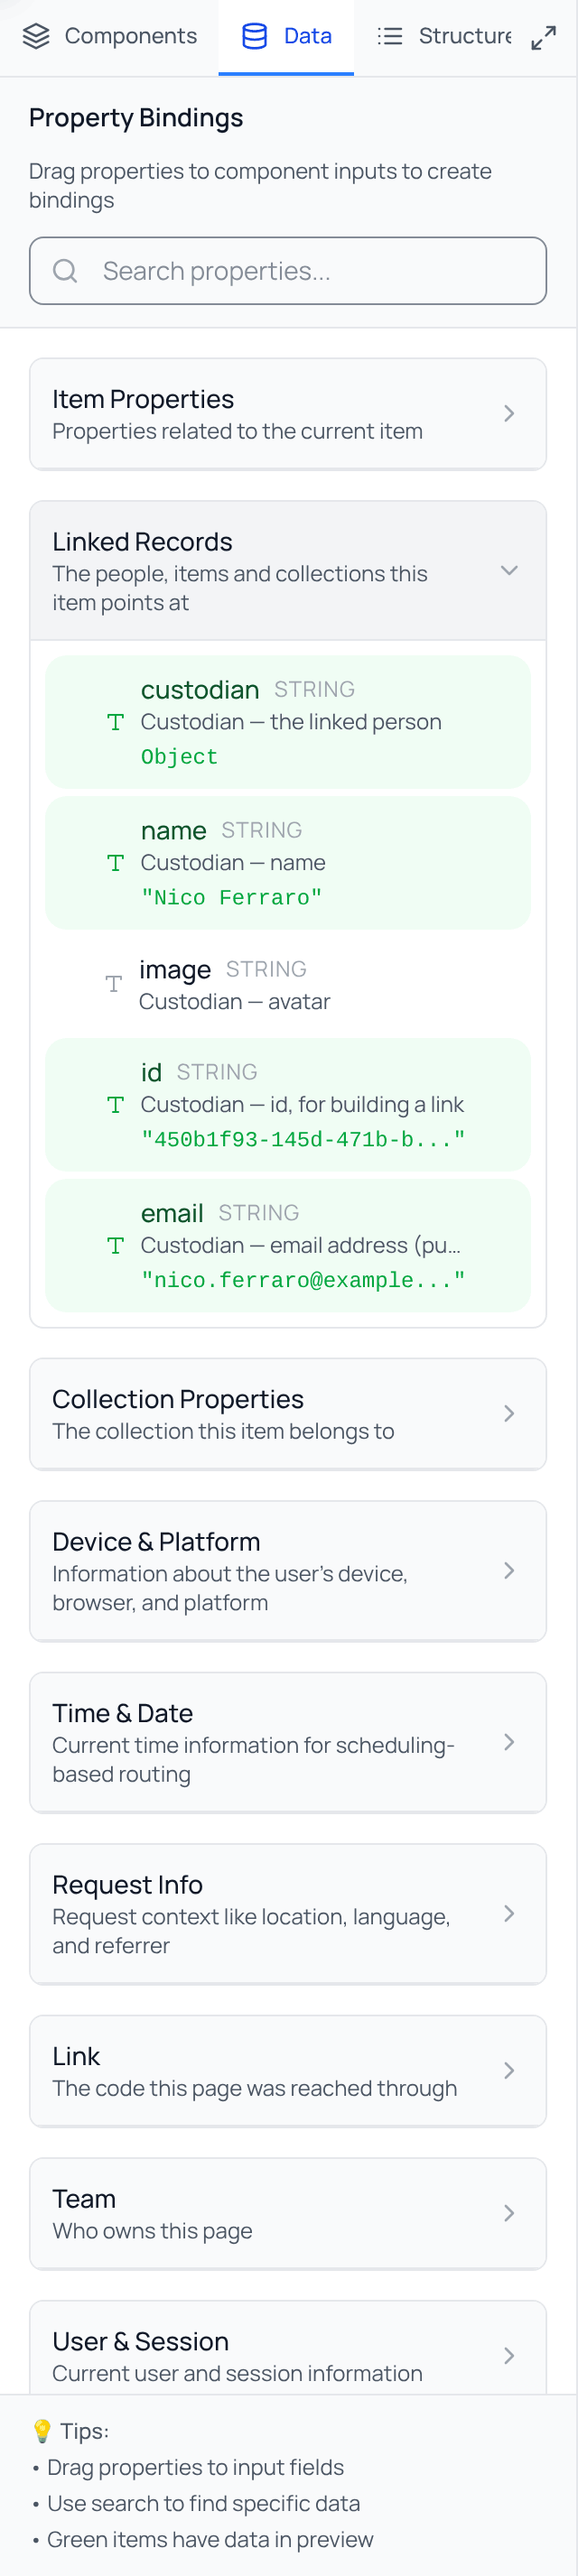 Components
Data
Structure
Property Bindings
Drag properties to component inputs to create
bindings
Search properties...
Item Properties
Properties related to the current item
Linked Records
The people, items and collections this
item points at
custodian STRING
Custodian — the linked person
Object
name STRING
Custodian — name
"Nico Ferraro"
image STRING
Custodian — avatar
id STRING
Custodian — id, for building a link
"450b1f93-145d-471b-b..."
email STRING
Custodian — email address (pu...
"nico.ferraro@example..."
Collection Properties
The collection this item belongs to
Device & Platform
Information about the user's device,
browser, and platform
Time & Date
Current time information for scheduling-
based routing
Request Info
Request context like location, language,
and referrer
Link
The code this page was reached through
Team
Who owns this page
User & Session
Current user and session information
💡 Tips:
• Drag properties to input fields
• Use search to find specific data
• Green items have data in preview